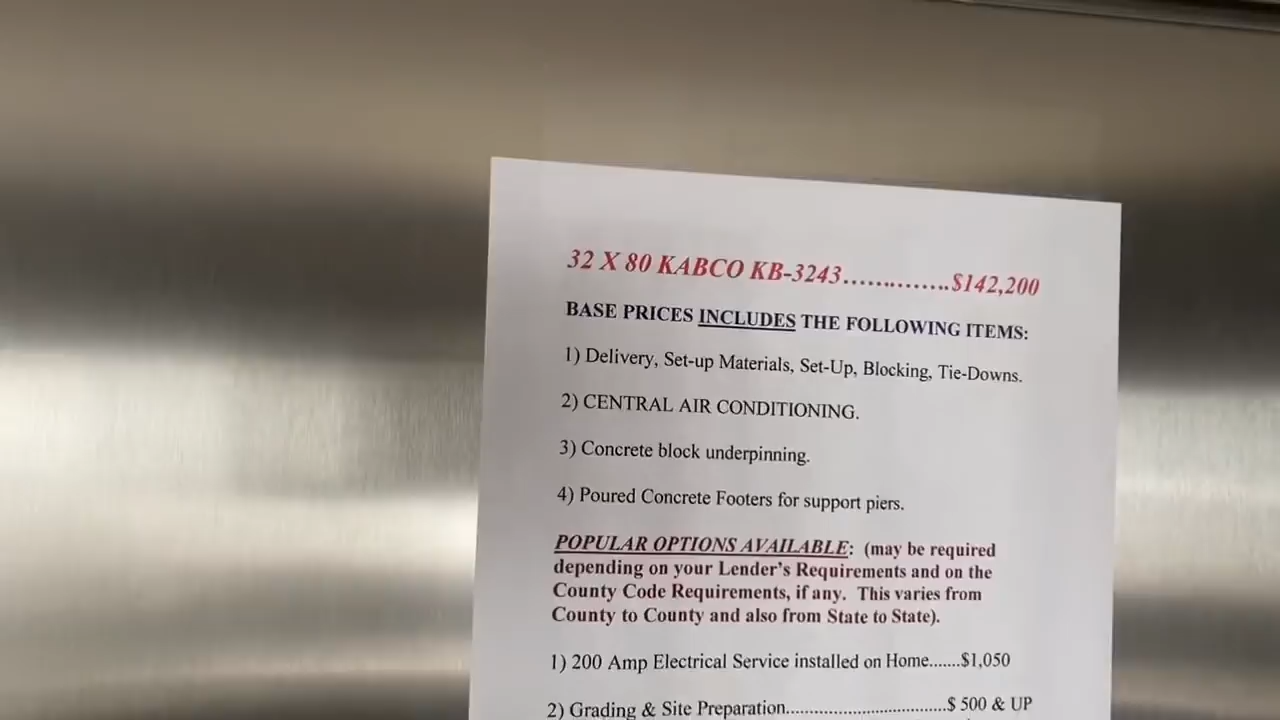 32 X 80 KABCO KB-3243..............$142,200
BASE PRICES INCLUDES THE FOLLOWING ITEMS:
1) Delivery, Set-up Materials, Set-Up, Blocking, Tie-Downs.
2) CENTRAL AIR CONDITIONING.
3) Concrete block underpinning.
4) Poured Concrete Footers for support piers.
POPULAR OPTIONS AVAILABLE: (may be required
depending on your Lender's Requirements and on the
County Code Requirements, if any. This varies from
County to County and also from State to State).
1) 200 Amp Electrical Service installed on Home.......$1,050
2) Grading & Site Preparation.................................$ 500 & UP